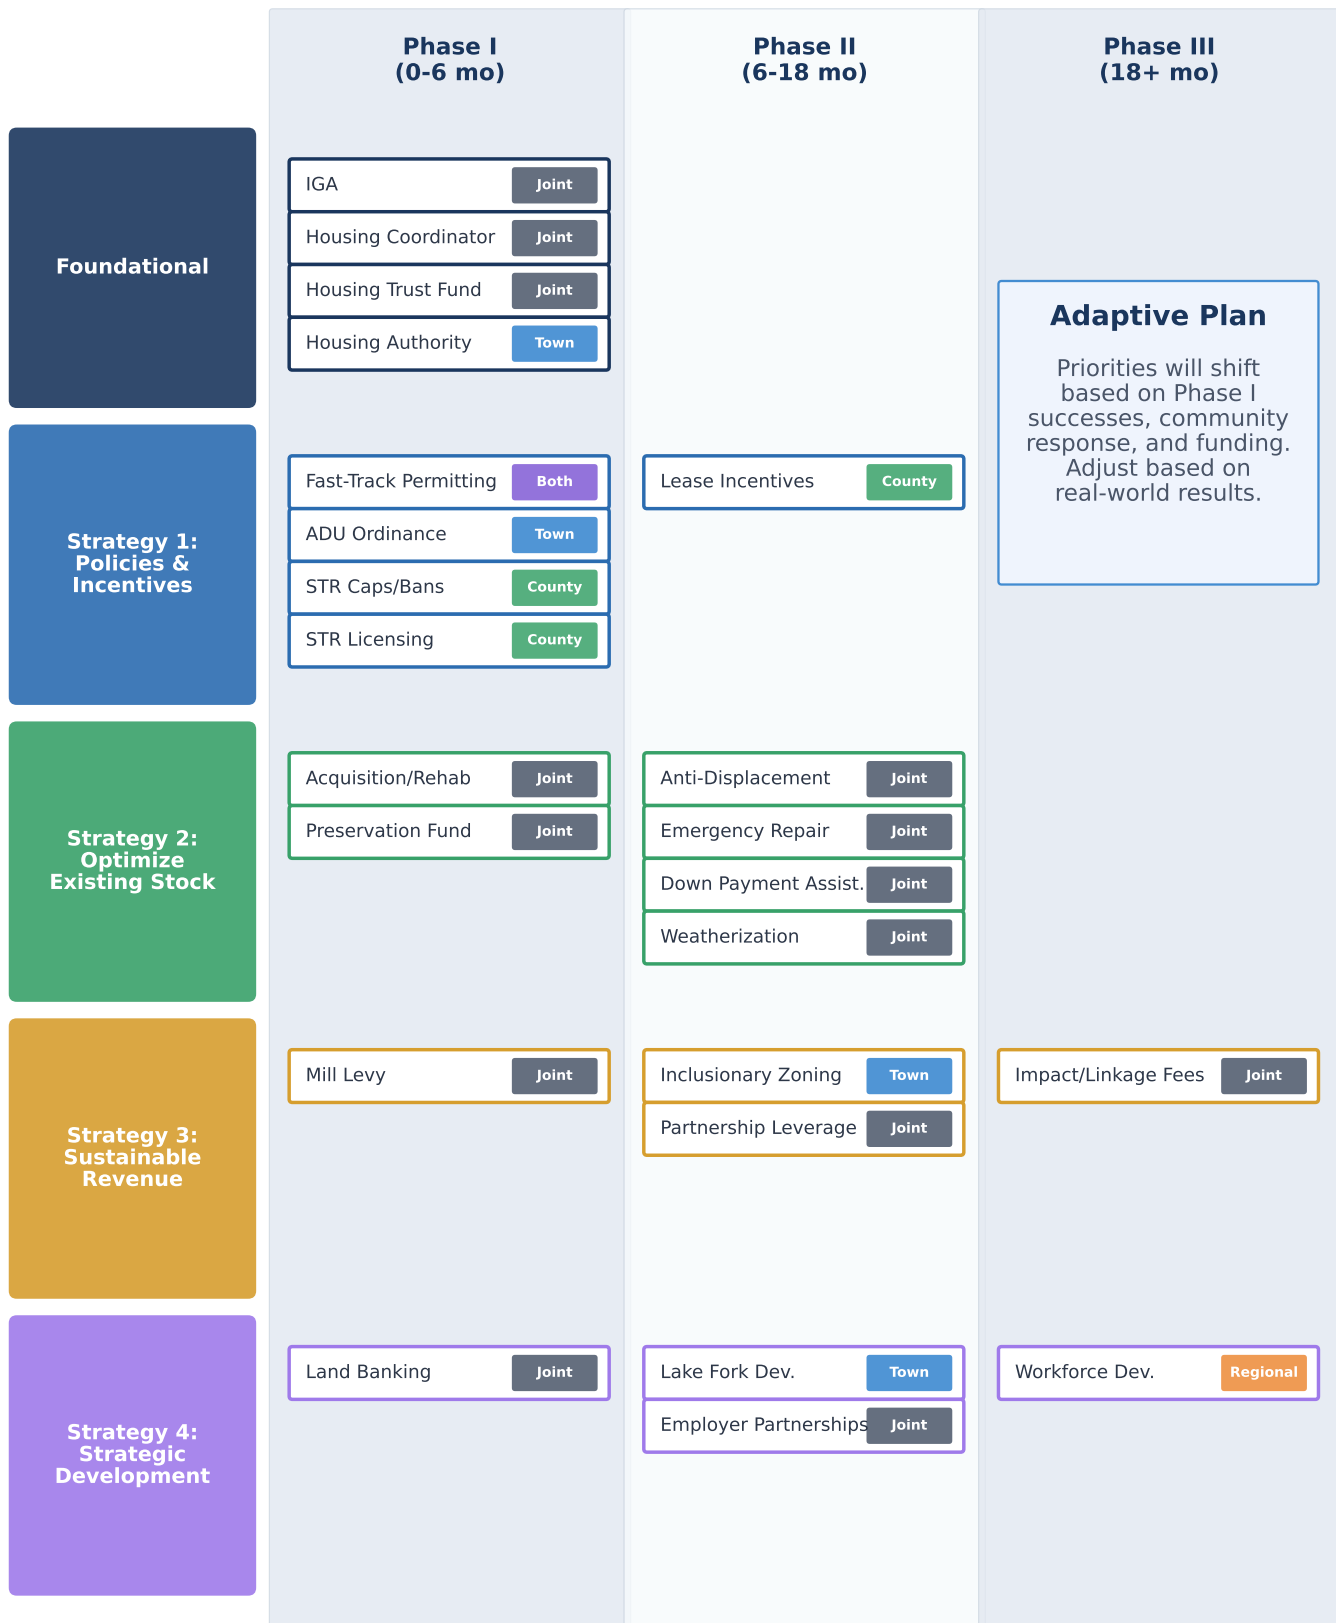 Phase I
(0-6 mo)
Phase II
(6-18 mo)
Phase III
(18+ mo)
Foundational
IGA Joint
Housing Coordinator Joint
Housing Trust Fund Joint
Housing Authority Town
Adaptive Plan
Priorities will shift
based on Phase I
successes, community
response, and funding.
Adjust based on
real-world results.
Strategy 1:
Policies &
Incentives
Fast-Track Permitting Both
ADU Ordinance Town
STR Caps/Bans County
STR Licensing County
Lease Incentives County
Strategy 2:
Optimize
Existing Stock
Acquisition/Rehab Joint
Preservation Fund Joint
Anti-Displacement Joint
Emergency Repair Joint
Down Payment Assist. Joint
Weatherization Joint
Strategy 3:
Sustainable
Revenue
Mill Levy Joint
Inclusionary Zoning Town
Partnership Leverage Joint
Impact/Linkage Fees Joint
Strategy 4:
Strategic
Development
Land Banking Joint
Lake Fork Dev. Town
Employer Partnerships Joint
Workforce Dev. Regional